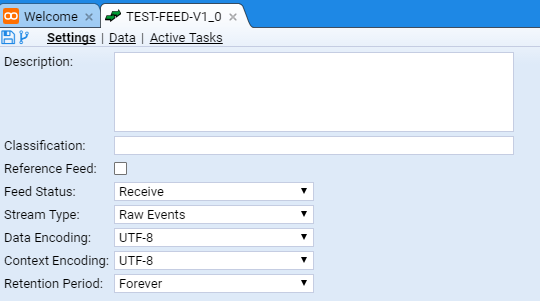 Welcome × TEST-FEED-V1_0 ×
Settings | Data | Active Tasks
Description:
Classification:
Reference Feed:
Feed Status: Receive
Stream Type: Raw Events
Data Encoding: UTF-8
Context Encoding: UTF-8
Retention Period: Forever